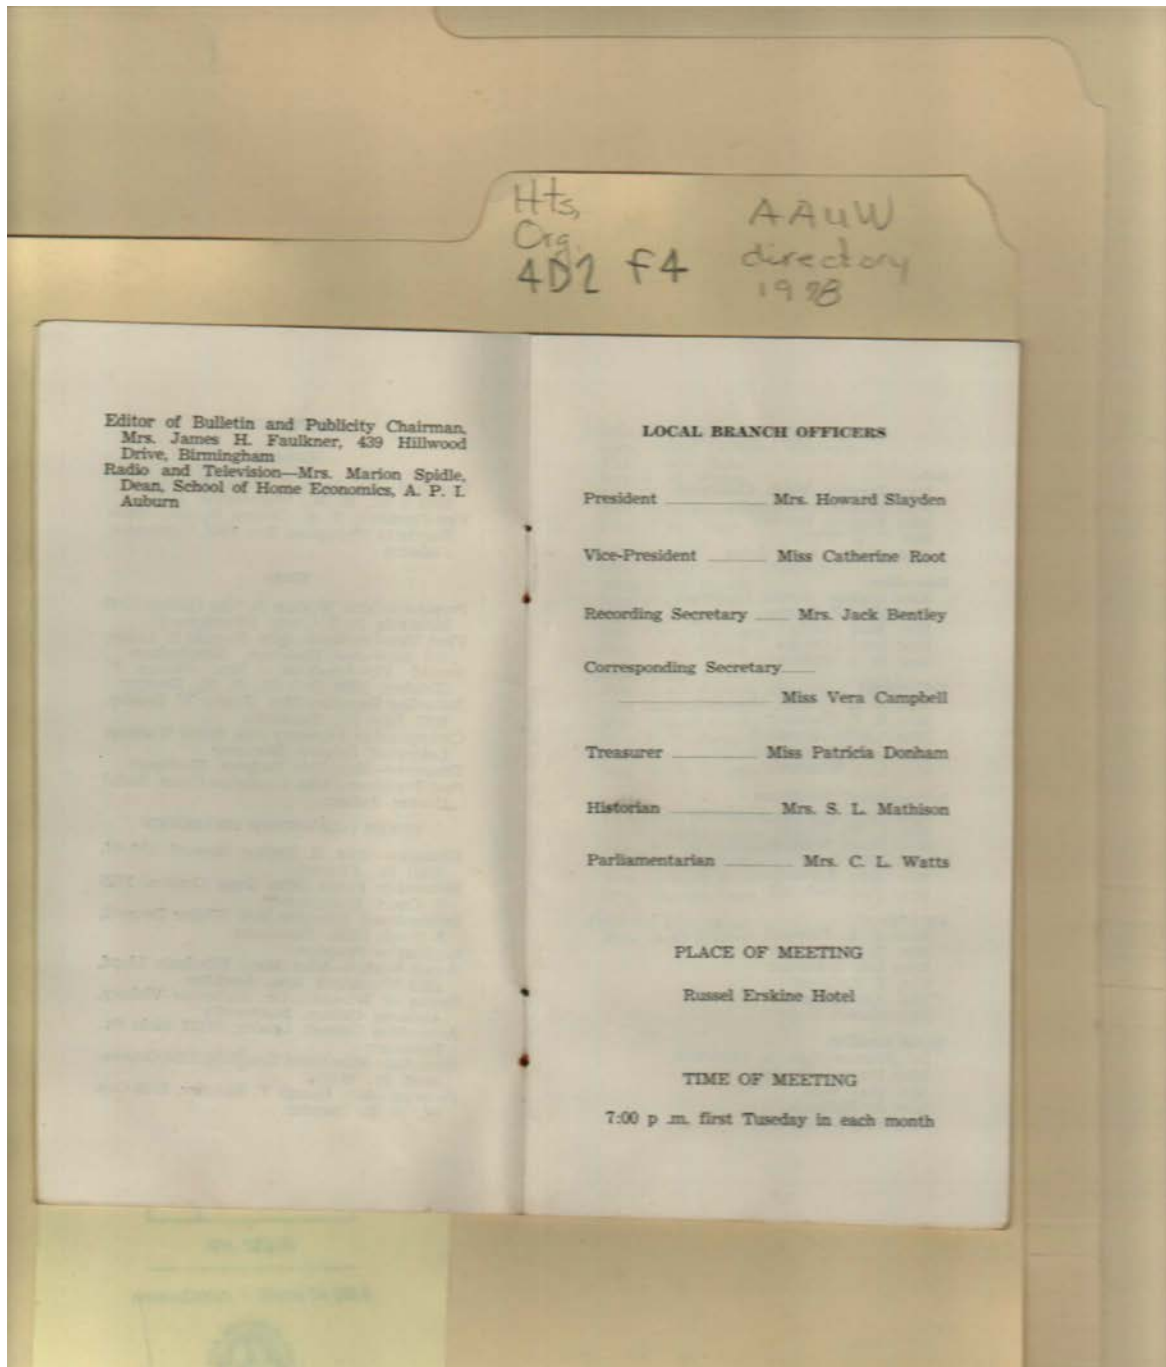 Hts,
Org.
4D2 f4
AAUW
directory
1998
Editor of Bulletin and Publicity Chairman,
Mrs. James H. Faulkner, 439 Hillwood
Drive, Birmingham
Radio and Television—Mrs. Marion Spidle,
Dean, School of Home Economics, A. P. I.
Auburn
LOCAL BRANCH OFFICERS
President Mrs. Howard Slayden
Vice-President Miss Catherine Root
Recording Secretary Mrs. Jack Bentley
Corresponding Secretary
Miss Vera Campbell
Treasurer Miss Patricia Donham
Historian Mrs. S. L. Mathison
Parliamentarian Mrs. C. L. Watts
PLACE OF MEETING
Russel Erskine Hotel
TIME OF MEETING
7:00 p .m. first Tuseday in each month